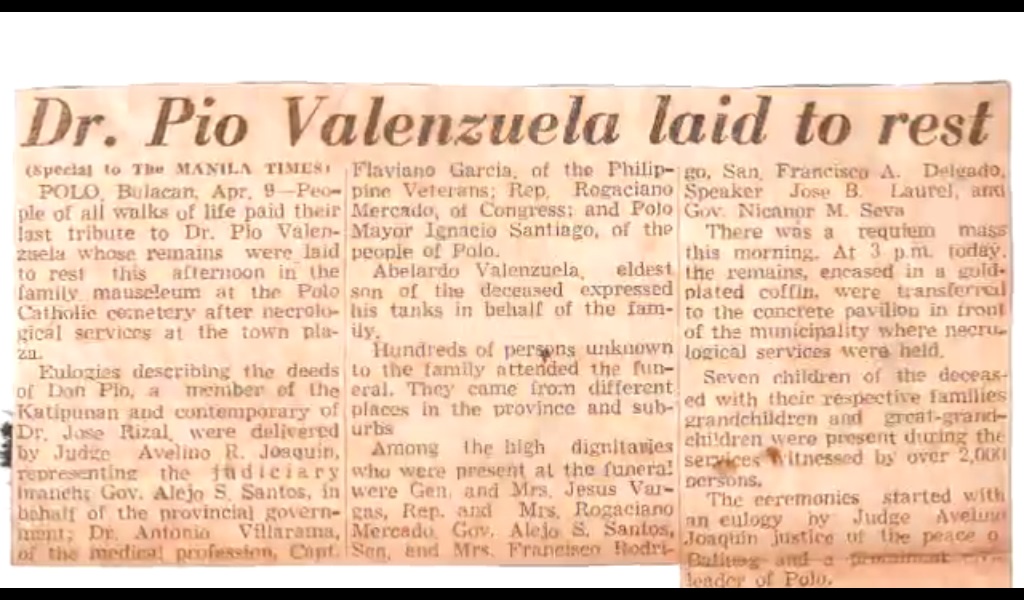 Dr. Pio Valenzuela laid to rest
(Special to The MANILA TIMES)
POLO, Bulacan, Apr. 9—Peo-
ple of all walks of life paid their
last tribute to Dr. Pio Valen-
zuela whose remains were laid
to rest this afternoon in the
family mauseleum at the Polo
Catholic cemetery after necrolo-
gical services at the town pla-
za.
Eulogies describing the deeds
of Don Pio, a member of the
Katipunan and contemporary of
Dr. Jose Rizal, were delivered
by Judge Avelino R. Joaquin,
representing the judiciary
branch; Gov. Alejo S. Santos, in
behalf of the provincial govern-
ment; Dr. Antonio Villarama,
of the medical profession, Capt.
Flaviano Garcia, of the Philip-
pine Veterans; Rep. Rogaciano
Mercado, of Congress; and Polo
Mayor Ignacio Santiago, of the
people of Polo.
Abelardo Valenzuela, eldest
son of the deceased expressed
his tanks in behalf of the fam-
ily.
Hundreds of persons unknown
to the family attended the fun-
eral. They came from different
places in the province and sub-
urbs
Among the high dignitaries
who were present at the funeral
were Gen. and Mrs. Jesus Var-
gas, Rep. and Mrs. Rogaciano
Mercado, Gov. Alejo S. Santos,
Sen. and Mrs. Francisco Rodri-
go, San. Francisco A. Delgado,
Speaker Jose B. Laurel, and
Gov. Nicanor M. Seva
There was a requiem mass
this morning. At 3 p.m. today,
the remains, encased in a gold-
plated coffin, were transferred
to the concrete pavilion in front
of the municipality where necro-
logical services were held.
Seven children of the deceas-
ed with their respective families
grandchildren and great-grand-
children were present during the
services witnessed by over 2,000
persons.
The ceremonies started with
an eulogy by Judge Avelino
Joaquin justice of the peace o
Baliuag and a prominent
leader of Polo.